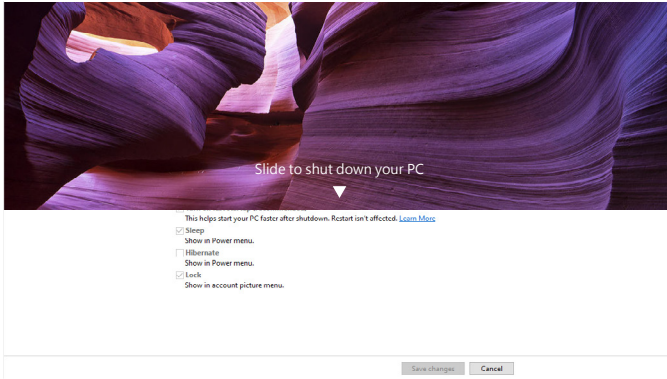 Slide to shut down your PC
This helps start your PC faster after shutdown. Restart isn't affected. Learn More
Sleep
Show in Power menu.
Hibernate
Show in Power menu.
Lock
Show in account picture menu.
Save changes
Cancel